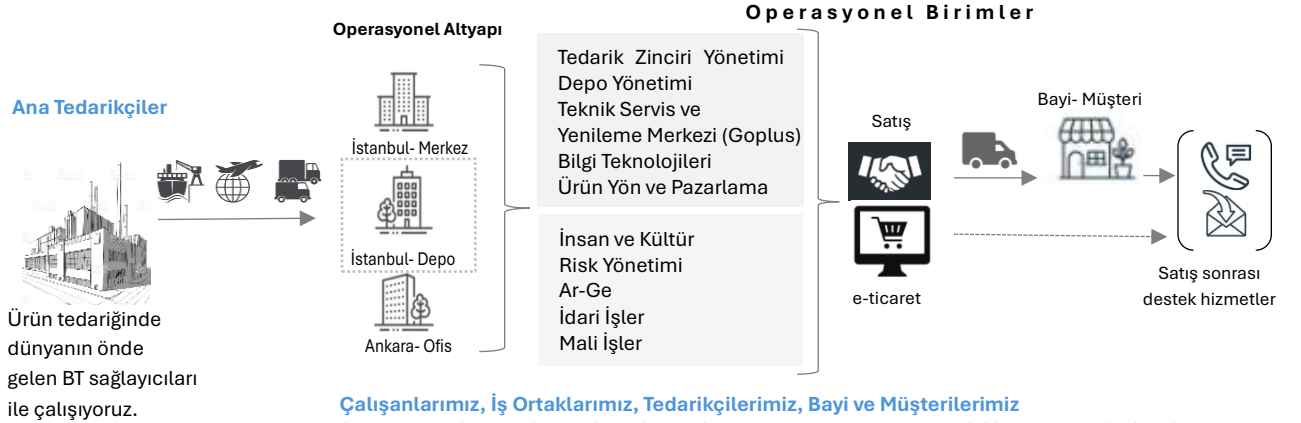 Operasyonel Birimler
Operasyonel Altyapı
Ana Tedarikçiler
Ürün tedariğinde
dünyanın önde
gelen BT sağlayıcıları
ile çalışıyoruz.
İstanbul- Merkez
İstanbul- Depo
Ankara- Ofis
Tedarik Zinciri Yönetimi
Depo Yönetimi
Teknik Servis ve
Yenileme Merkezi (Goplus)
Bilgi Teknolojileri
Ürün Yön ve Pazarlama
İnsan ve Kültür
Risk Yönetimi
Ar-Ge
İdari İşler
Mali İşler
Satış
e-ticaret
Bayi- Müşteri
Satış sonrası
destek hizmetler
Çalışanlarımız, İş Ortaklarımız, Tedarikçilerimiz, Bayi ve Müşterilerimiz